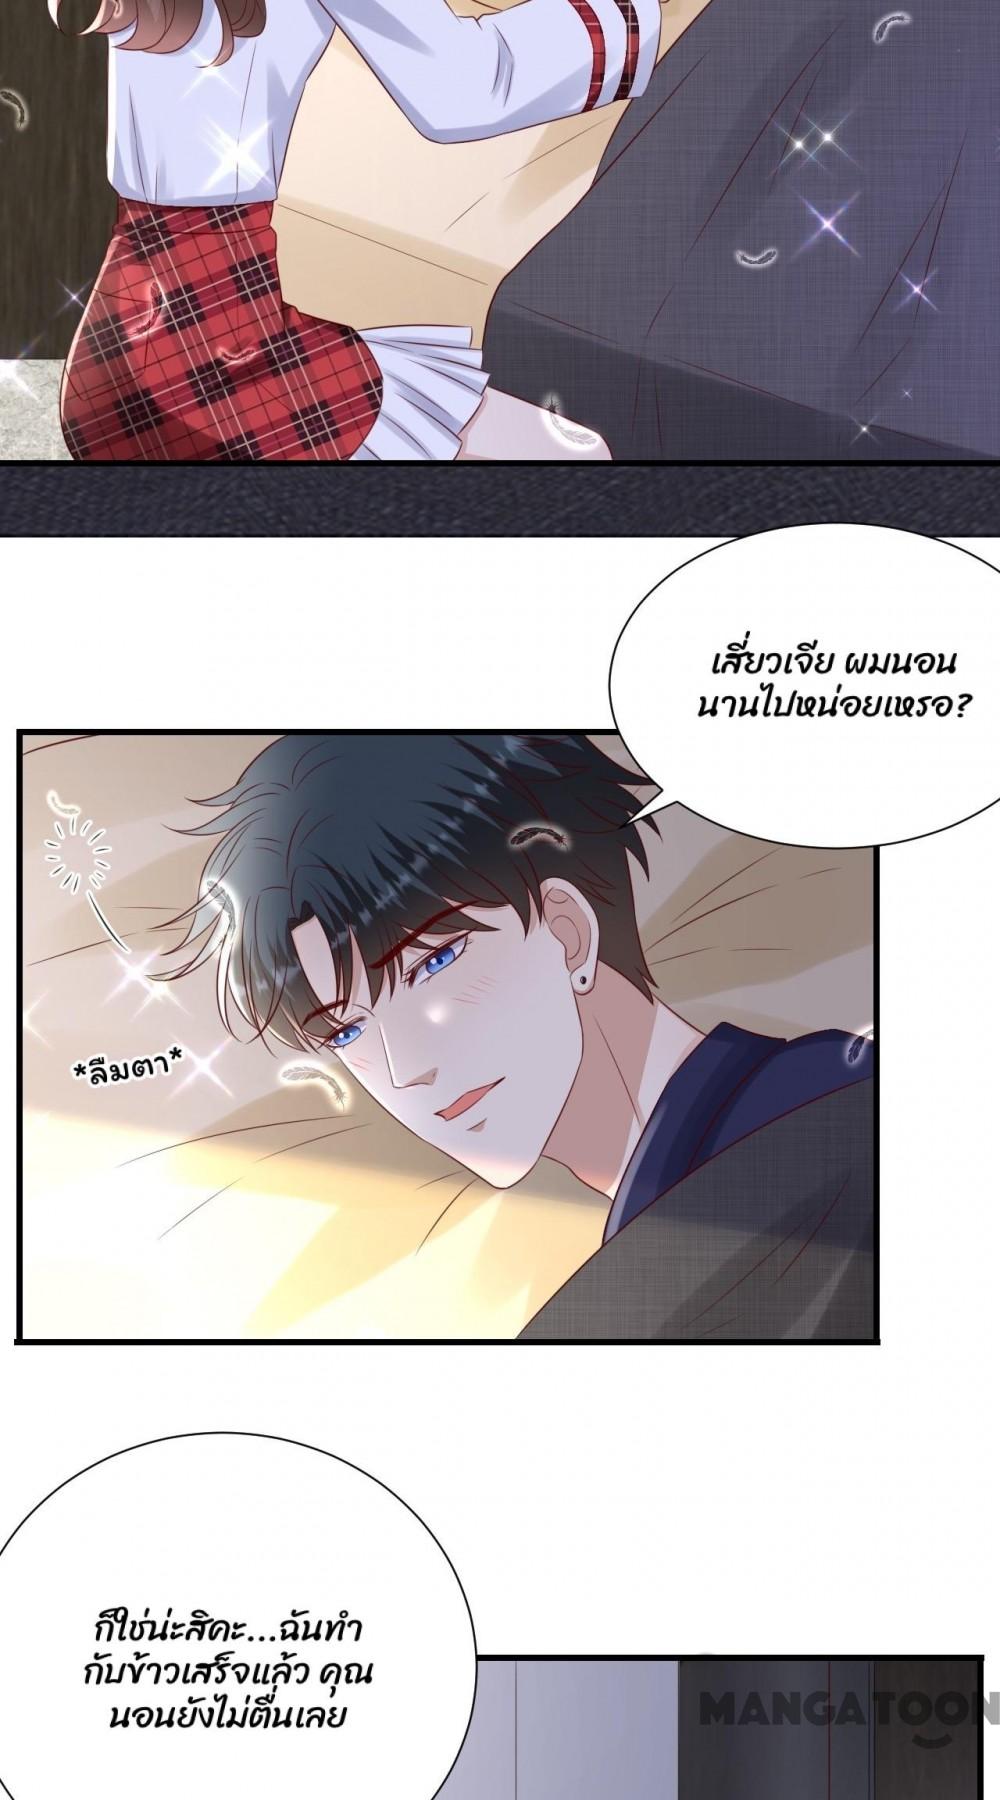 เสี่ยวเจีย ผมนอน
นานไปหน่อยเหรอ?
*ลืมตา*
ก็ใช่น่ะสิคะ...ฉันทำ
กับข้าวเสร็จแล้ว คุณ
นอนยังไม่ตื่นเลย
MANGATOON